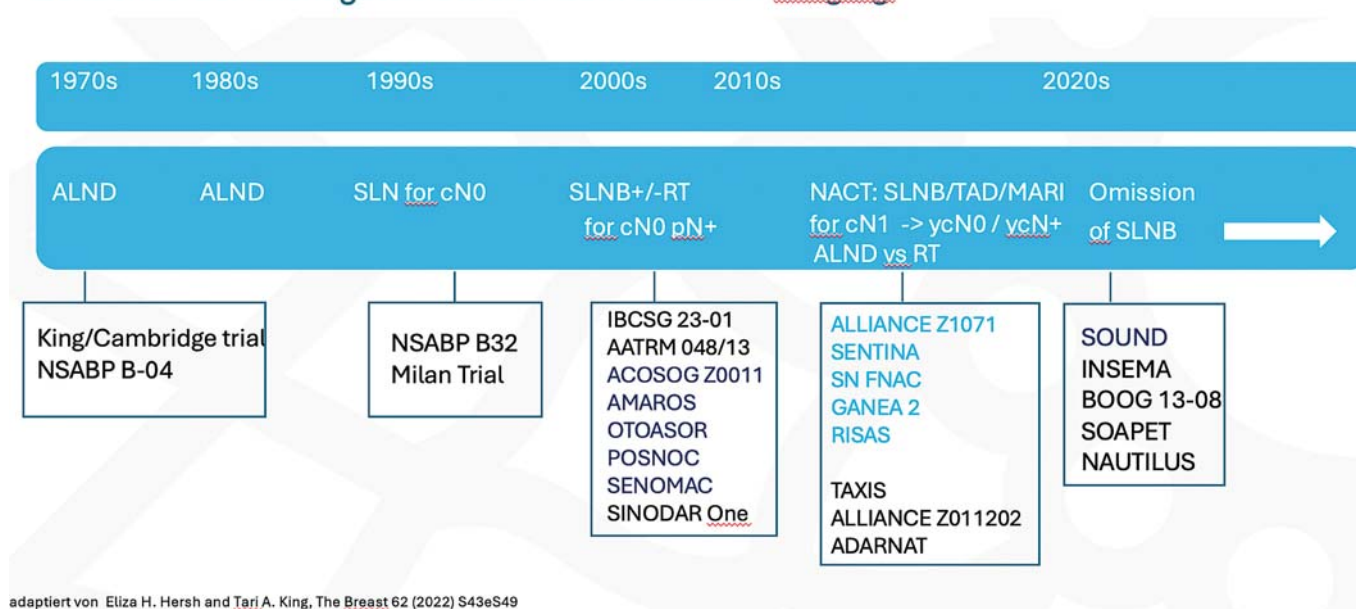 1970s 1980s 1990s 2000s 2010s 2020s
ALND ALND SLN for cN0 SLNB+/-RT NACT: SLNB/TAD/MARI Omission
for cN0 pN+ for cN1 -> ycN0 / ycN+ of SLNB
ALND vs RT
King/Cambridge trial
NSABP B-04
NSABP B32
Milan Trial
IBCSG 23-01
AATRM 048/13
ACOSOG Z0011
AMAROS
OTOASOR
POSNOC
SENOMAC
SINODAR One
ALLIANCE Z1071
SENTINA
SN FNAC
GANEA 2
RISAS
TAXIS
ALLIANCE Z011202
ADARNAT
SOUND
INSEMA
BOOG 13-08
SOAPET
NAUTILUS
adaptiert von Eliza H. Hersh and Tari A. King, The Breast 62 (2022) S43eS49